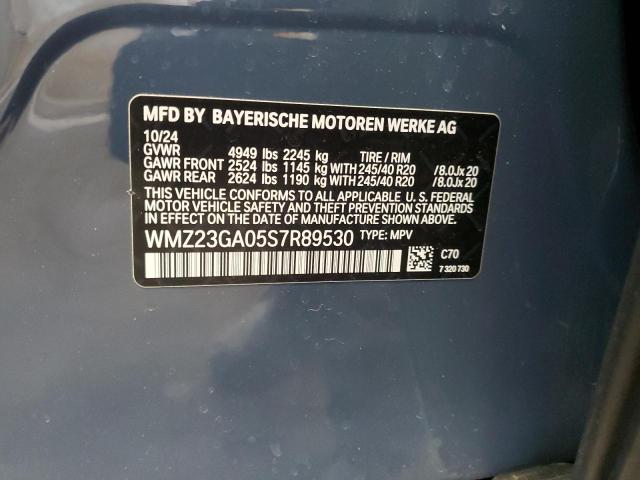 MFD BY BAYERISCHE MOTOREN WERKE AG
10/24
GVWR 4949 lbs 2245 kg TIRE / RIM
GAWR FRONT 2524 lbs 1145 kg WITH 245/40 R20 /8.0Jx20
GAWR REAR 2624 lbs 1190 kg WITH 245/40 R20 /8.0Jx20
THIS VEHICLE CONFORMS TO ALL APPLICABLE U. S. FEDERAL
MOTOR VEHICLE SAFETY AND THEFT PREVENTION STANDARDS
IN EFFECT ON THE DATE OF MANUFACTURE SHOWN ABOVE.
WMZ23GA05S7R89530 TYPE: MPV
C70
7 320 730